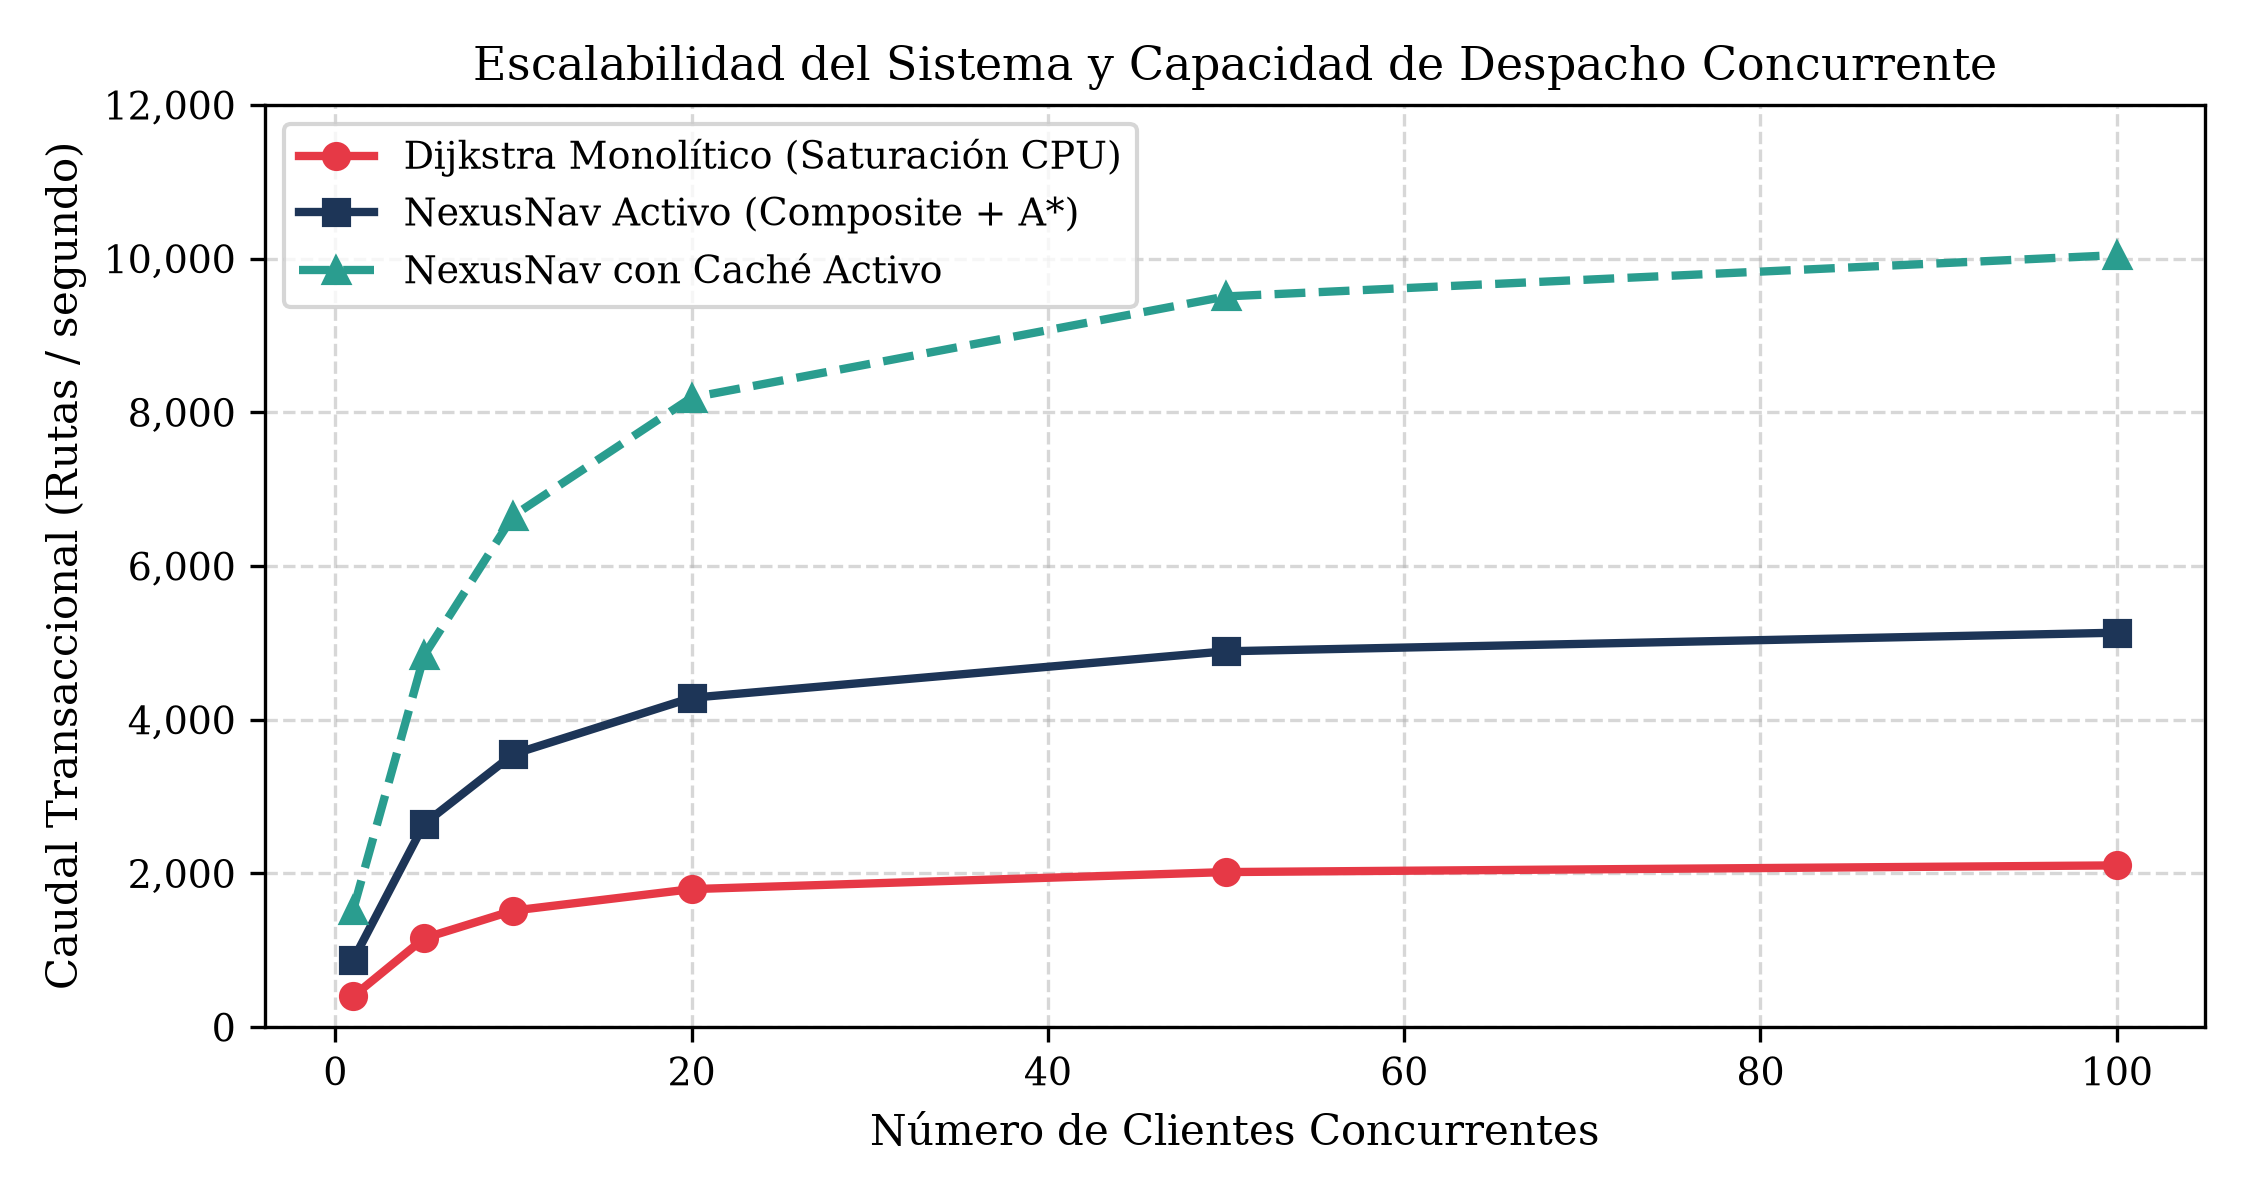 Escalabilidad del Sistema y Capacidad de Despacho Concurrente
Caudal Transaccional (Rutas / segundo)
12,000
10,000
8,000
6,000
4,000
2,000
0
Dijkstra Monolítico (Saturación CPU)
NexusNav Activo (Composite + A*)
NexusNav con Caché Activo
0 20 40 60 80 100
Número de Clientes Concurrentes